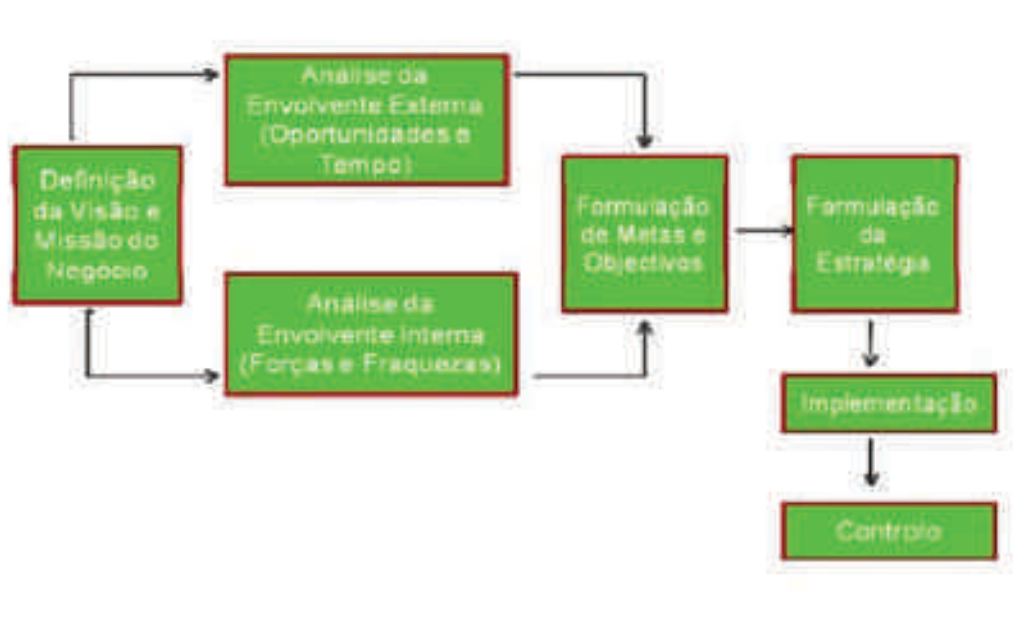 Análise da
Envolvente Externa
(Oportunidades e
Tempo)
Definição
da Visão e
Missão do
Negócio
Formulação
de Metas e
Objectivos
Formulação
da
Estratégia
Análise da
Envolvente Interna
(Forças e Fraquezas)
Implementação
Controlo